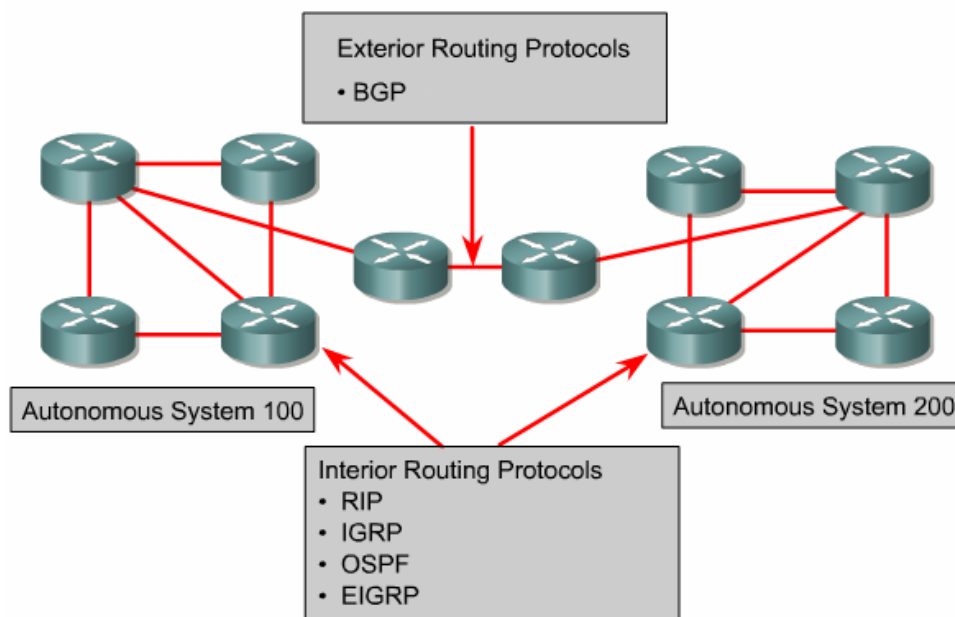 Exterior Routing Protocols
• BGP
Autonomous System 100
Autonomous System 200
Interior Routing Protocols
• RIP
• IGRP
• OSPF
• EIGRP